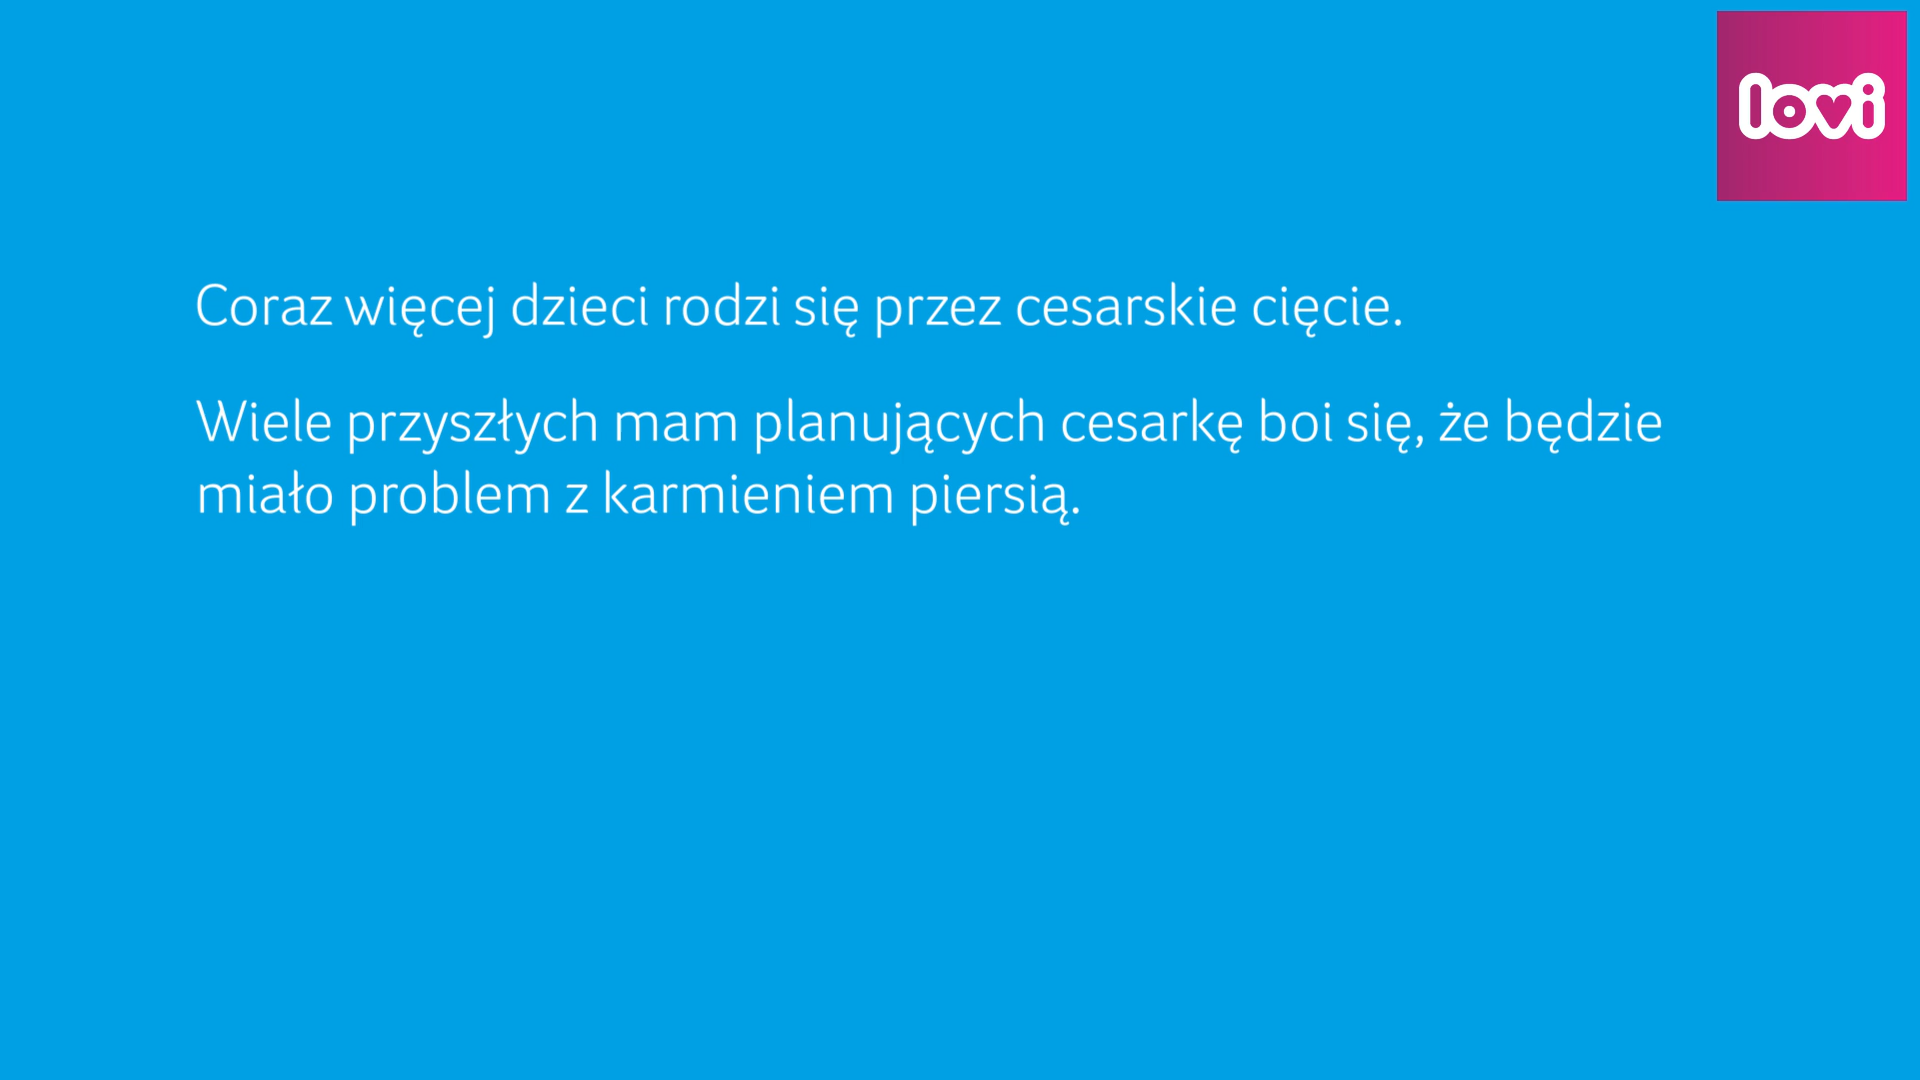 lovi
Coraz więcej dzieci rodzi się przez cesarskie cięcie.
Wiele przyszłych mam planujących cesarkę boi się, że będzie
miało problem z karmieniem piersią.